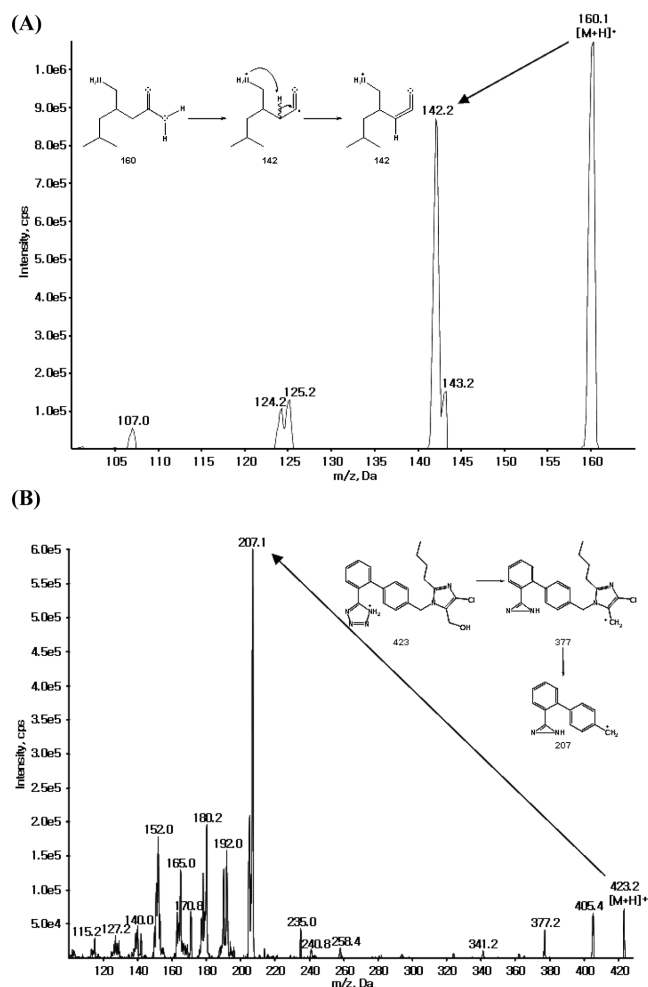 (A)
160.1
[M+H]+
1.0e6
9.0e5
8.0e5
7.0e5
6.0e5
5.0e5
4.0e5
3.0e5
2.0e5
1.0e5
Intensity, cps
H2N
O
H
O
H
160
H
O
142
H
O
142
142.2
143.2
124.2
125.2
107.0
105 110 115 120 125 130 135 140 145 150 155 160
m/z, Da
(B)
207.1
6.0e5
5.5e5
5.0e5
4.5e5
4.0e5
3.5e5
3.0e5
2.5e5
2.0e5
1.5e5
1.0e5
5.0e4
Intensity, cps
N
N
Cl
OH
NH2
N
N
N
423
N
N
Cl
CH2
N
NH
377
CH2
N
NH
207
180.2
152.0
192.0
165.0
170.8
140.0
127.2
115.2
235.0
240.8
258.4
341.2
377.2
405.4
423.2
[M+H]+
120 140 160 180 200 220 240 260 280 300 320 340 360 380 400 420
m/z, Da